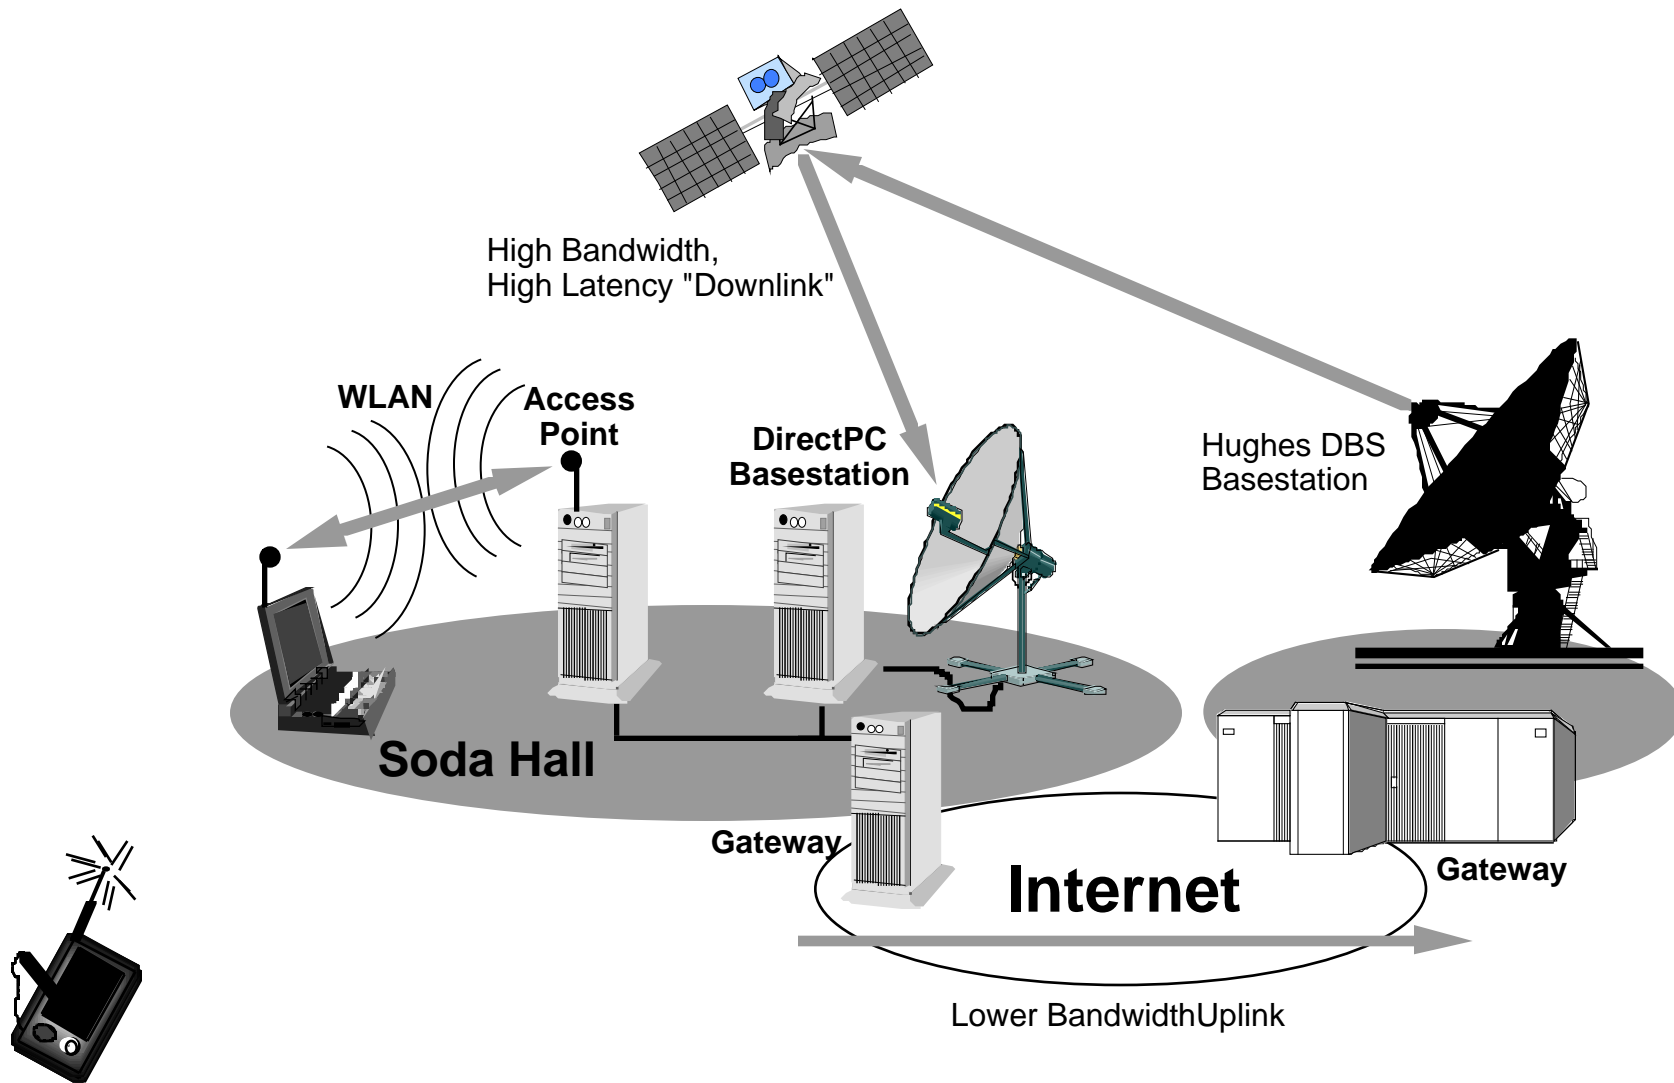 High Bandwidth,
High Latency "Downlink"
WLAN
Access
Point
DirectPC
Basestation
Hughes DBS
Basestation
Soda Hall
Gateway
Internet
Gateway
Lower BandwidthUplink